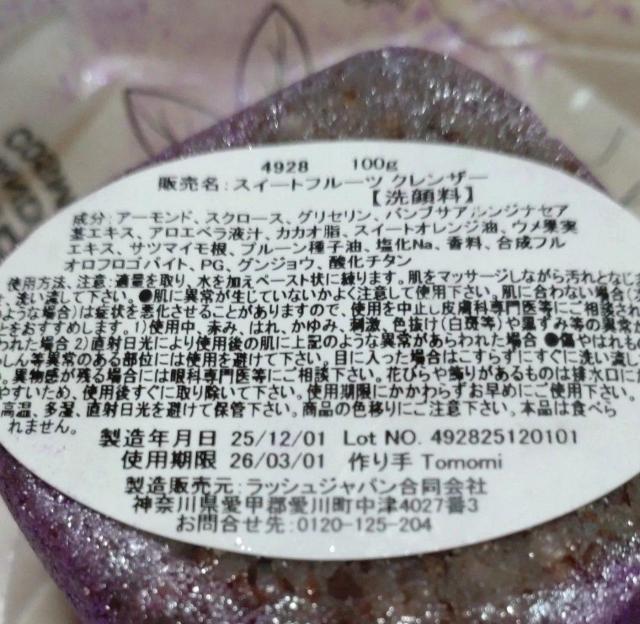 4928 100g
販売名:スイートフルーツ クレンザー
【洗顔料】
成分:アーモンド、スクロース、グリセリン、バンブサアルンジナセア
茎エキス、アロエベラ液汁、カカオ脂、スイートオレンジ油、ウメ果実
エキス、サツマイモ根、プルーン種子油、塩化Na、香料、合成フル
オロフロゴパイト、PG、ゲンジョウ、酸化チタン
使用方法、注意:適量を取り、水を加えペースト状に練ります。肌をマッサージしながら汚れとなじ
、洗い流して下さい。●肌に異常が生じていないかよく注意して使用下さい。肌に合わない場合
のような場合)は症状を悪化させることがありますので、使用を中止し皮膚科専門医等にご相談され
とをおすすめします。1)使用中、赤み、はれ、かゆみ、刺激、色抜け(白斑等)や黒ずみ等の異常
た場合 2)直射日光により使用後の肌に上記のような異常があらわれた場合 ●傷やはれも
しん等異常のある部位には使用を避けて下さい。目に入った場合はこすらずにすぐに洗い流し
。異物感が残る場合には眼科専門医等にご相談下さい。花びらや飾りがあるものは排水口に
やすいため、使用後すぐに取り除いて下さい。使用期限にかかわらずお早めにご使用下さい。
高温、多湿、直射日光を避けて保管下さい。商品の色移りにご注意下さい。本品は食べら
れません。
製造年月日 25/12/01 Lot NO. 492825120101
使用期限 26/03/01 作り手 Tomomi
製造販売元:ラッシュジャパン合同会社
神奈川県愛甲郡愛川町中津4027番3
お問合せ先:0120-125-204